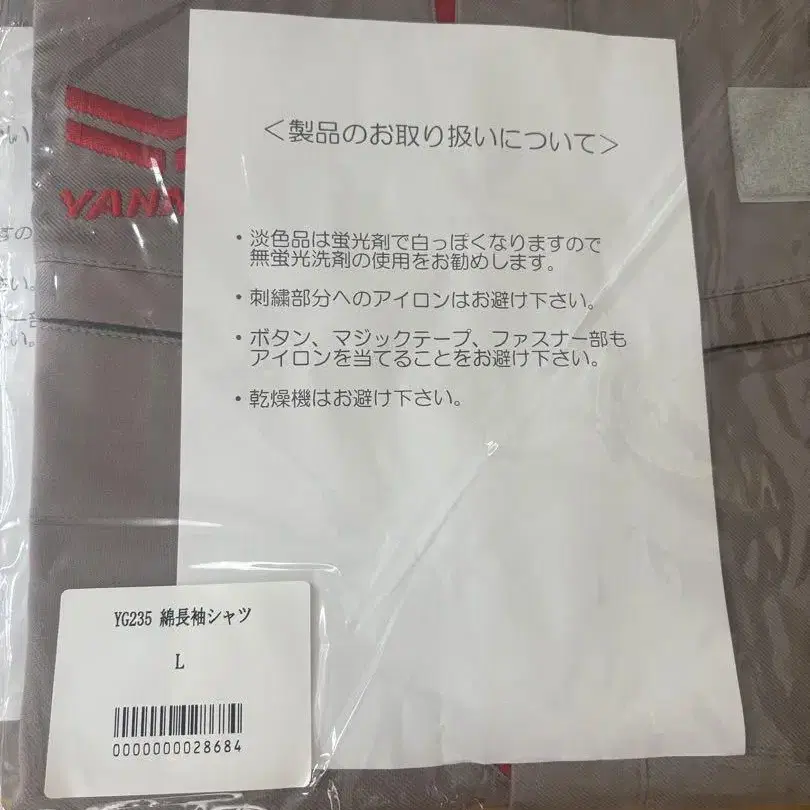 <製品のお取り扱いについて>
・淡色品は蛍光剤で白っぽくなりますので
無蛍光洗剤の使用をお勧めします。
・刺繍部分へのアイロンはお避け下さい。
・ボタン、マジックテープ、ファスナー部も
アイロンを当てることをお避け下さい。
・乾燥機はお避け下さい。
YG235 綿長袖シャツ
L
0000000028684